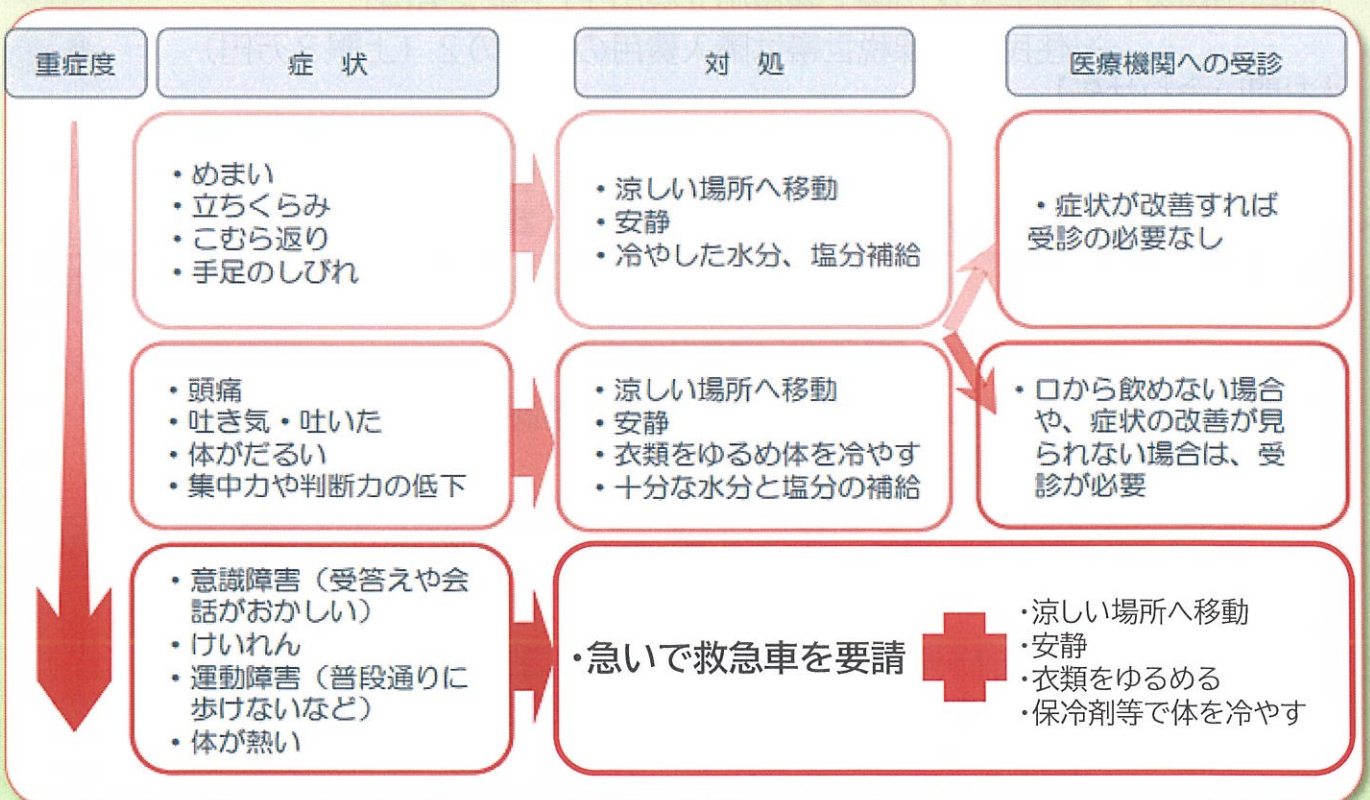 重症度
症 状
対 処
医療機関への受診
・めまい
・立ちくらみ
・こむら返り
・手足のしびれ
・涼しい場所へ移動
・安静
・冷やした水分、塩分補給
・症状が改善すれば
受診の必要なし
・頭痛
・吐き気・吐いた
・体がだるい
・集中力や判断力の低下
・涼しい場所へ移動
・安静
・衣類をゆるめ体を冷やす
・十分な水分と塩分の補給
・口から飲めない場合
や、症状の改善が見
られない場合は、受
診が必要
・意識障害（受答えや会
話がおかしい）
・けいれん
・運動障害（普段通りに
歩けないなど）
・体が熱い
・急いで救急車を要請
・涼しい場所へ移動
・安静
・衣類をゆるめる
・保冷剤等で体を冷やす